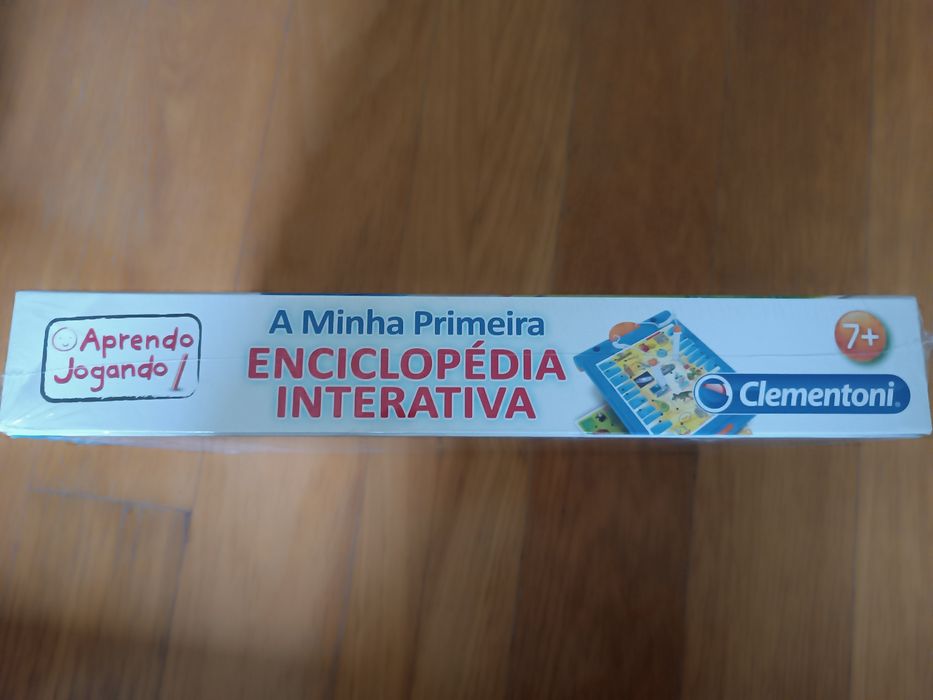 Aprendo
Jogando!
A Minha Primeira
ENCICLOPÉDIA
INTERATIVA
7+
Clementoni®